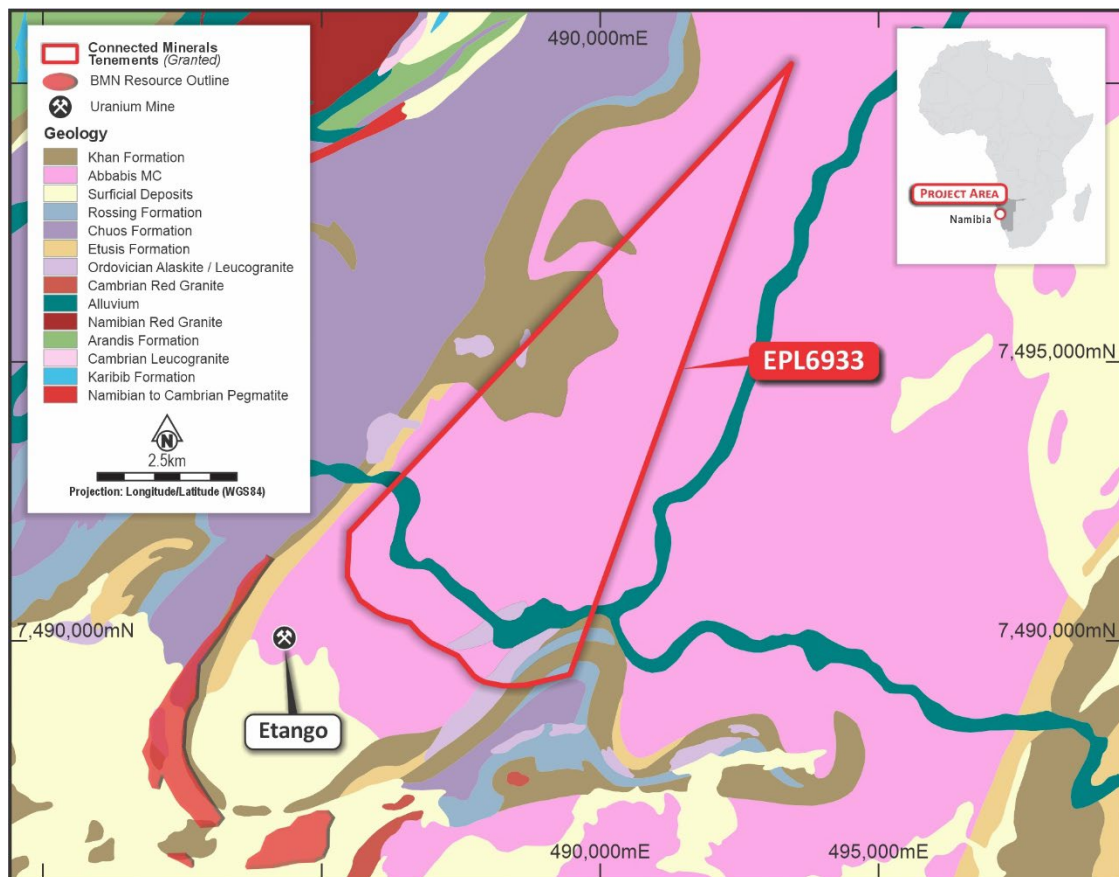 Connected Minerals
Tenements (Granted)
BMN Resource Outline
Uranium Mine
Geology
Khan Formation
Abbabis MC
Surficial Deposits
Rossing Formation
Chuos Formation
Etusis Formation
Ordovician Alaskite / Leucogranite
Cambrian Red Granite
Alluvium
Namibian Red Granite
Arandis Formation
Cambrian Leucogranite
Karibib Formation
Namibian to Cambrian Pegmatite
N
2.5km
Projection: Longitude/Latitude (WGS84)
490,000mE
PROJECT AREA
Namibia
7,495,000mN
EPL6933
7,490,000mN
7,490,000mN
Etango
490,000mE
495,000mE